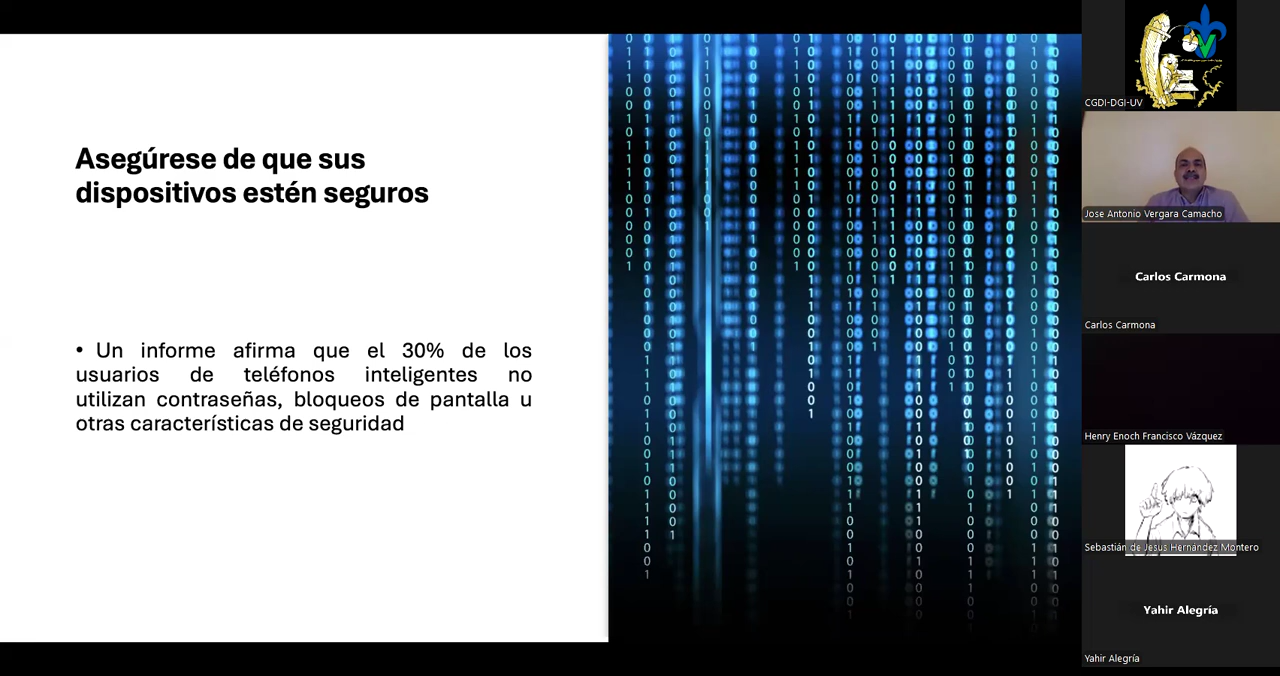 Asegúrese de que sus
dispositivos estén seguros
• Un informe afirma que el 30% de los
usuarios de teléfonos inteligentes no
utilizan contraseñas, bloqueos de pantalla u
otras características de seguridad
CGDI-DGI-UV
Jose Antonio Vergara Camacho
Carlos Carmona
Carlos Carmona
Henry Enoch Francisco Vázquez
Sebastián de Jesus Hernández Montero
Yahir Alegría
Yahir Alegría